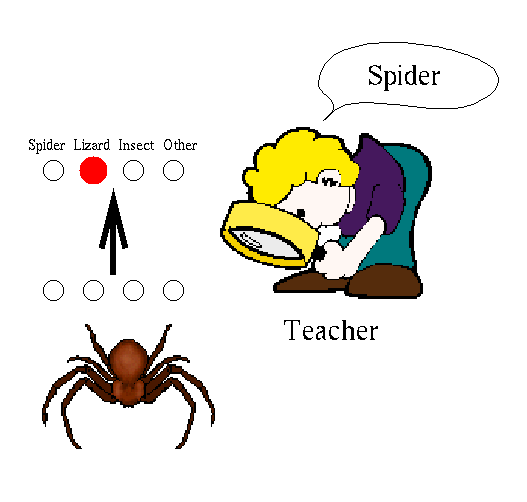 Spider
Spider Lizard Insect Other
Teacher